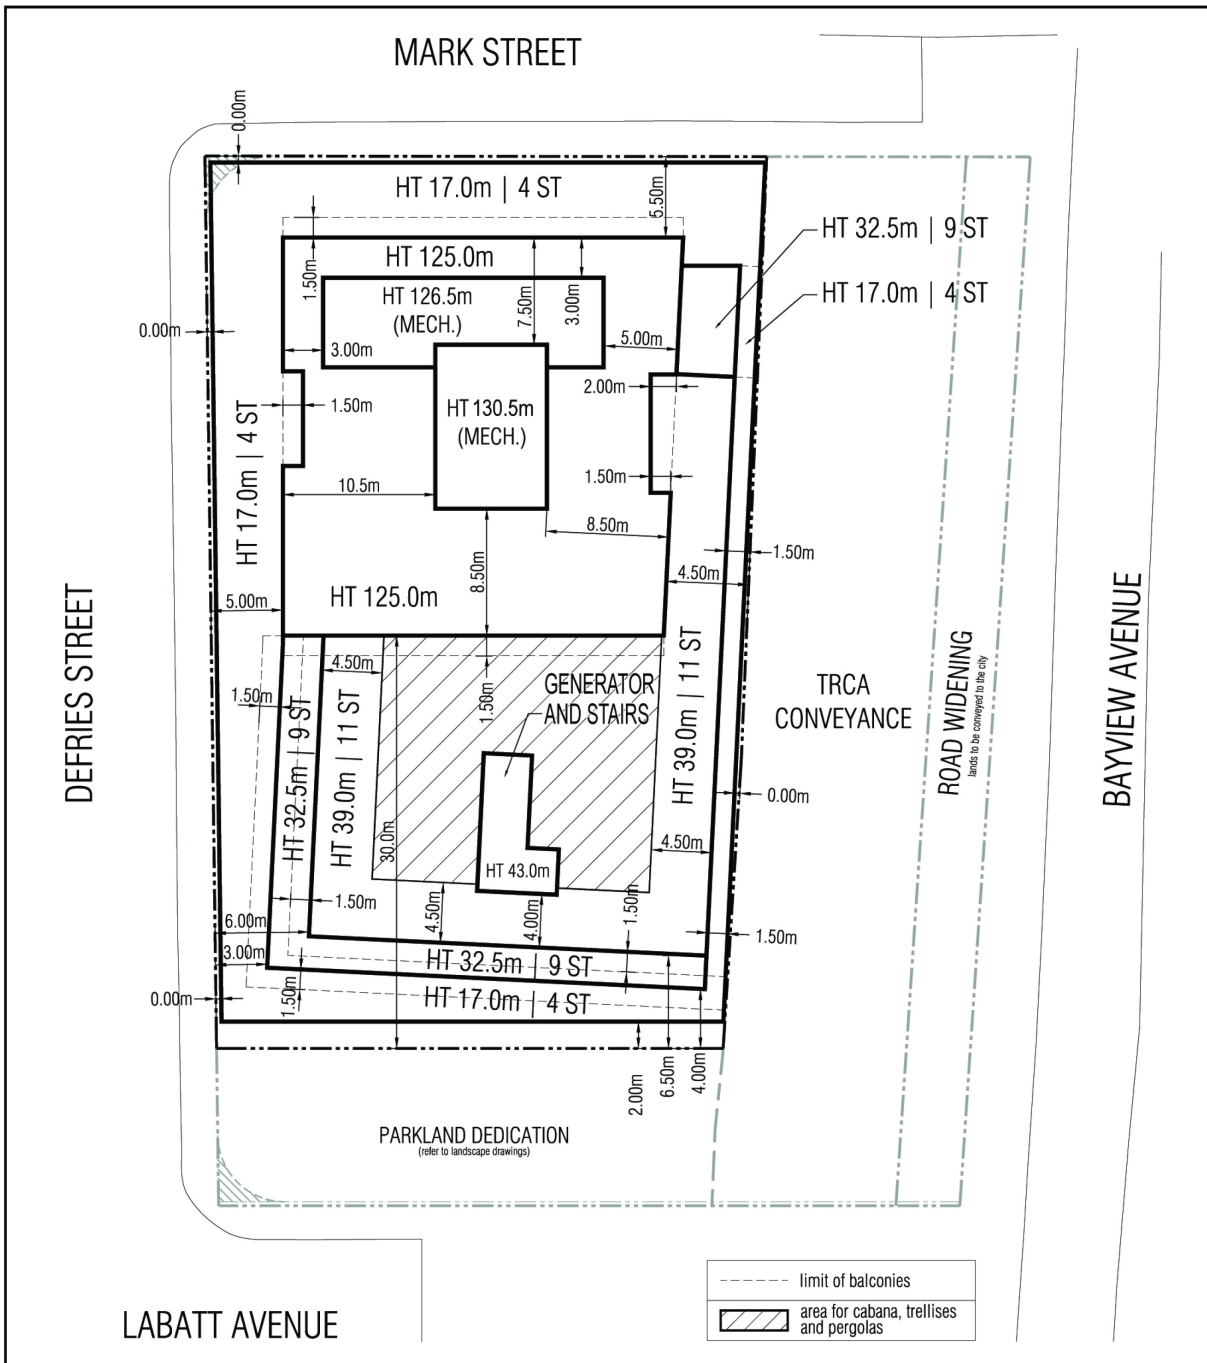 MARK STREET
0.00m
HT 17.0m | 4 ST
5.50m
HT 32.5m | 9 ST
HT 125.0m
1.50m
HT 126.5m
(MECH.)
7.50m
3.00m
HT 17.0m | 4 ST
0.00m
3.00m
5.00m
2.00m
1.50m
HT 130.5m
(MECH.)
HT 17.0m | 4 ST
10.5m
1.50m
8.50m
8.50m
1.50m
4.50m
5.00m
HT 125.0m
DEFRIES STREET
BAYVIEW AVENUE
ROAD WIDENING
lands to be conveyed to the city
4.50m
1.50m
GENERATOR
AND STAIRS
1.50m
HT 32.5m | 9 ST
HT 39.0m | 11 ST
HT 39.0m | 11 ST
TRCA
CONVEYANCE
0.00m
30.0m
4.50m
HT 43.0m
1.50m
4.50m
4.00m
1.50m
6.00m
1.50m
3.00m
HT 32.5m | 9 ST
0.00m
1.50m
HT 17.0m | 4 ST
2.00m
6.50m
4.00m
PARKLAND DEDICATION
(refer to landscape drawings)
limit of balconies
area for cabana, trellises
and pergolas
LABATT AVENUE